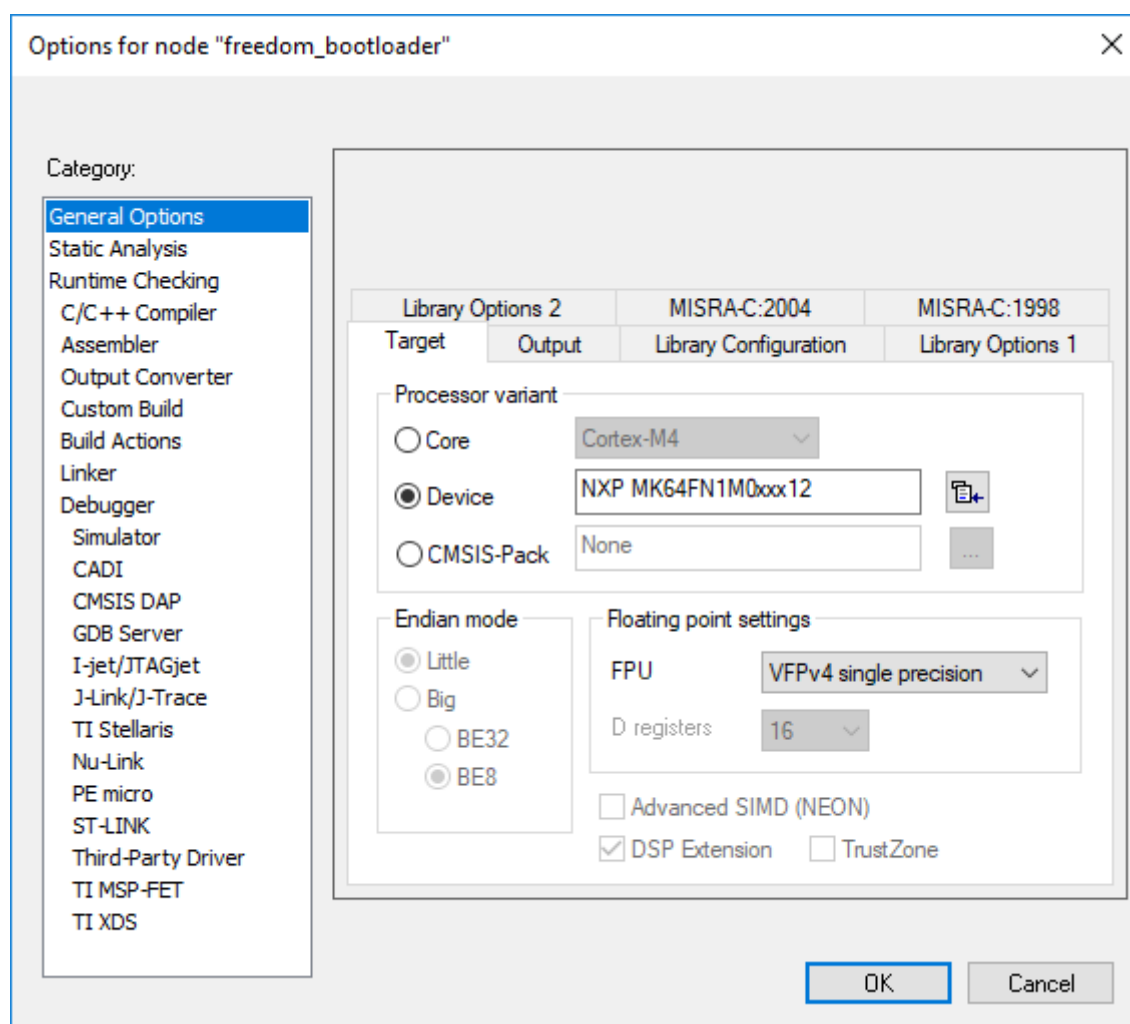 Options for node "freedom_bootloader"
Category:
General Options
Static Analysis
Runtime Checking
C/C++ Compiler
Assembler
Output Converter
Custom Build
Build Actions
Linker
Debugger
Simulator
CADI
CMSIS DAP
GDB Server
I-jet/JTAGjet
J-Link/J-Trace
TI Stellaris
Nu-Link
PE micro
ST-LINK
Third-Party Driver
TI MSP-FET
TI XDS
Library Options 2 MISRA-C:2004 MISRA-C:1998
Target Output Library Configuration Library Options 1
Processor variant
Core Cortex-M4
Device NXP MK64FN1M0xxx12
CMSIS-Pack None ...
Endian mode
Little
Big
BE32
BE8
Floating point settings
FPU VFPv4 single precision
D registers 16
Advanced SIMD (NEON)
DSP Extension TrustZone
OK Cancel